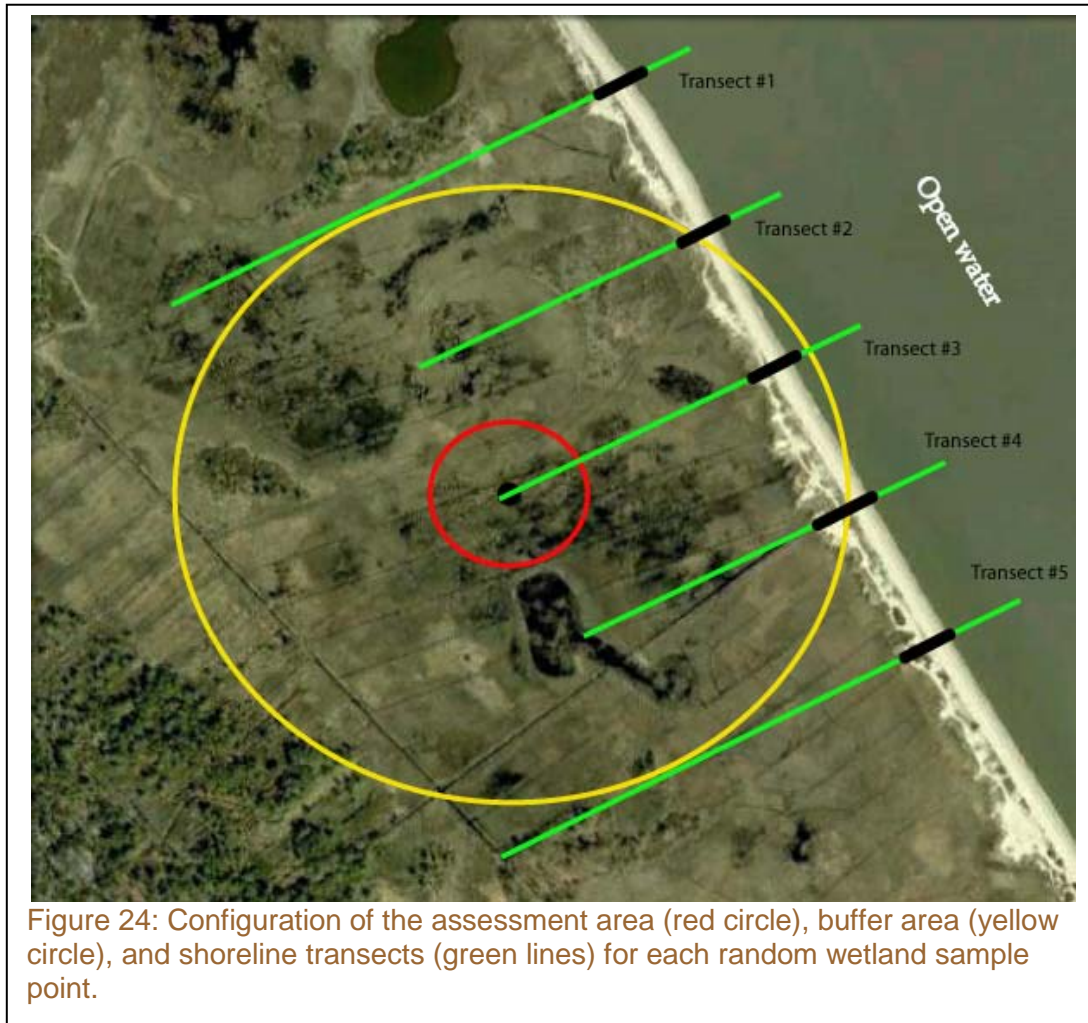 Transect #1
Transect #2
Open water
Transect #3
Transect #4
Transect #5
Figure 24: Configuration of the assessment area (red circle), buffer area (yellow
circle), and shoreline transects (green lines) for each random wetland sample
point.